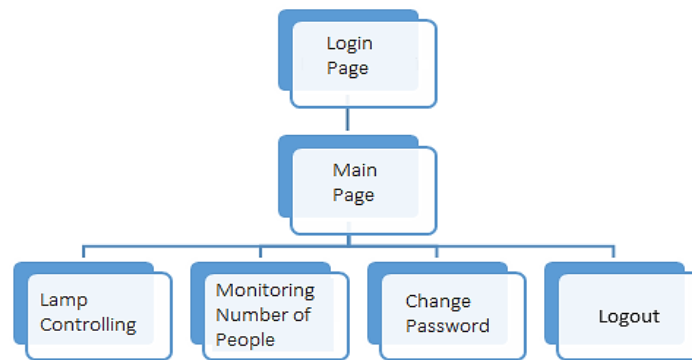 Login
Page
Main
Page
Lamp
Controlling
Monitoring
Number of
People
Change
Password
Logout